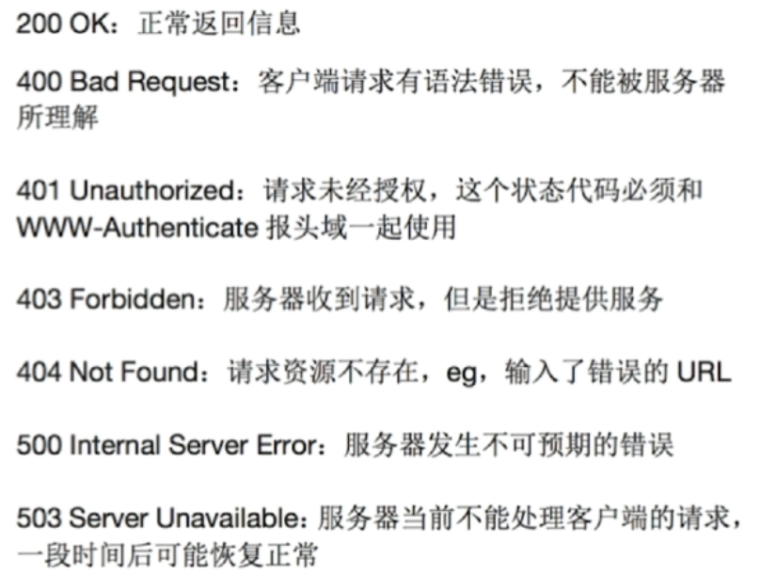 200 OK：正常返回信息
400 Bad Request：客户端请求有语法错误，不能被服务器
所理解
401 Unauthorized：请求未经授权，这个状态代码必须和
WWW-Authenticate 报头域一起使用
403 Forbidden：服务器收到请求，但是拒绝提供服务
404 Not Found：请求资源不存在，eg，输入了错误的 URL
500 Internal Server Error：服务器发生不可预期的错误
503 Server Unavailable：服务器当前不能处理客户端的请求，
一段时间后可能恢复正常